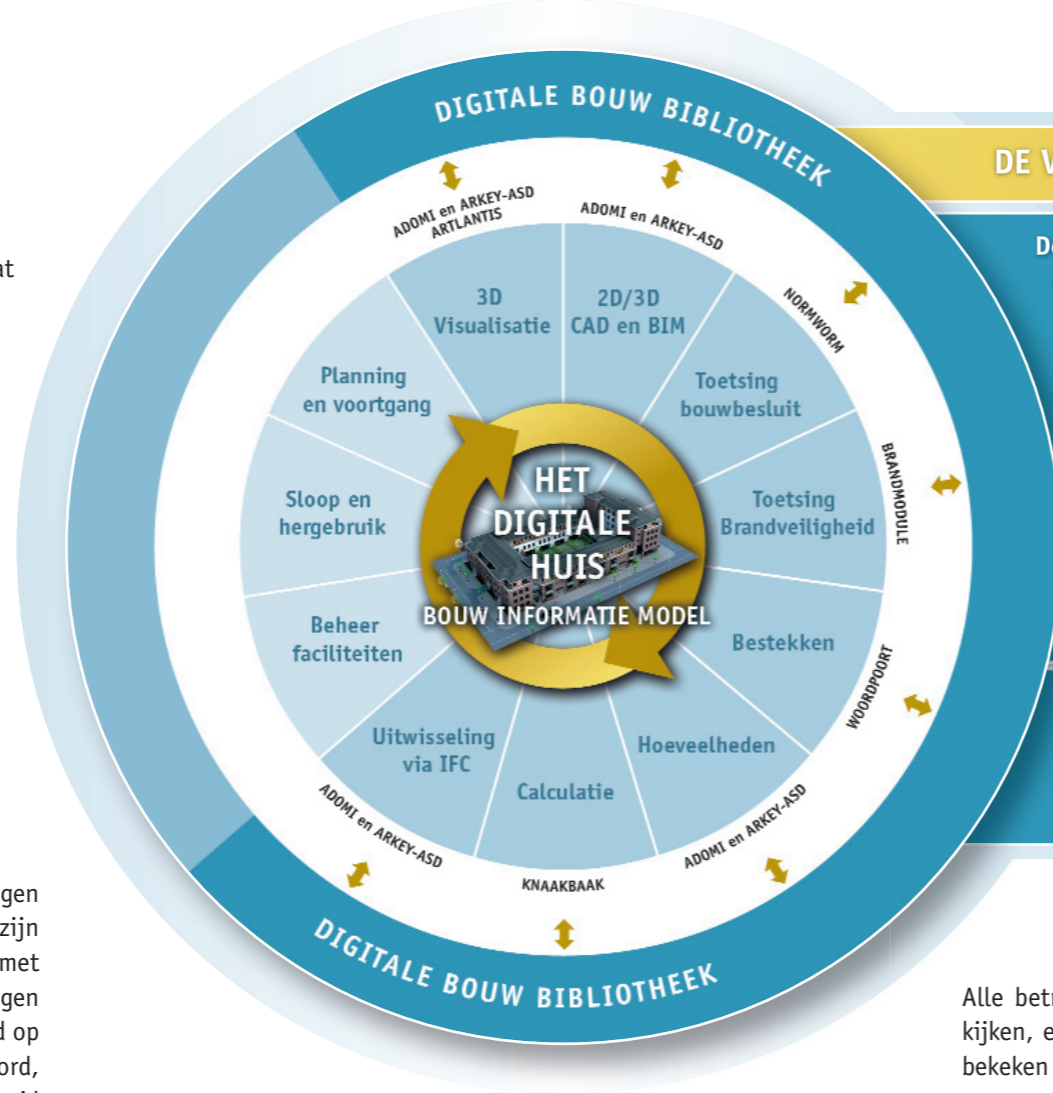 DIGITALE BOUW BIBLIOTHEEK
DE
at
ADOMI en ARKEY-ASD
ARTLANTIS
ADOMI en ARKEY-ASD
NORMWORM
BRANDMODULE
WOORDPOORT
ADOMI en ARKEY-ASD
KNAAKBAAK
ADOMI en ARKEY-ASD
3D
Visualisatie
2D/3D
CAD en BIM
Toetsing
bouwbesluit
Toetsing
Brandveiligheid
Bestekken
Hoeveelheden
Calculatie
Uitwisseling
via IFC
Beheer
faciliteiten
Sloop en
hergebruik
Planning
en voortgang
HET
DIGITALE
HUIS
BOUW INFORMATIE MODEL
DIGITALE BOUW BIBLIOTHEEK
gen
zijn
met
gen
d op
ord,
Alle
kijken,
bekeken